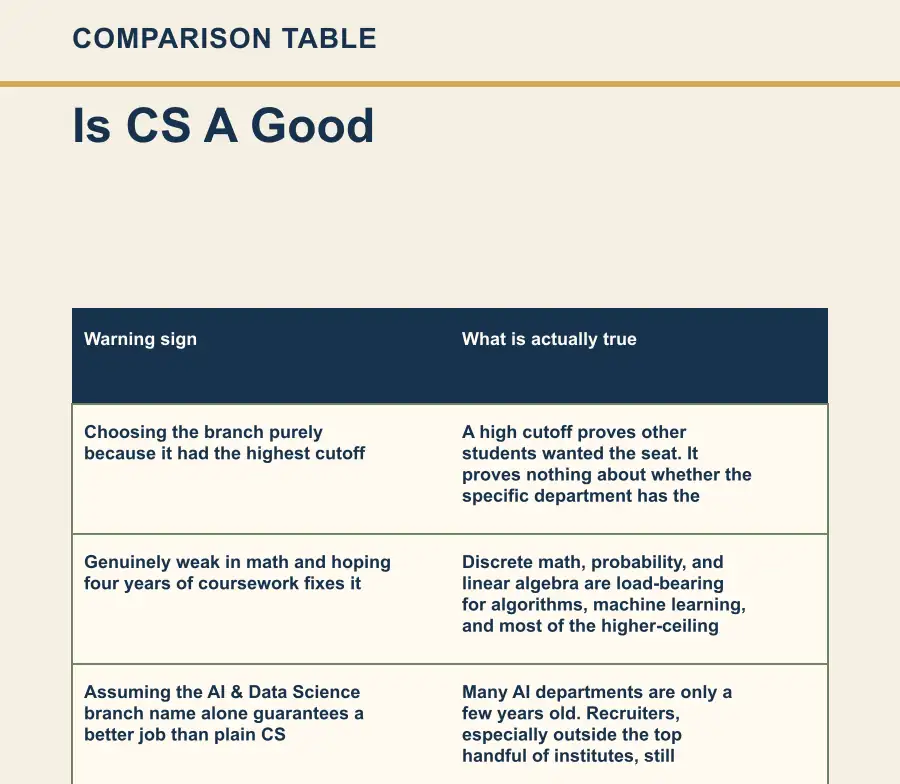 COMPARISON TABLE
Is CS A Good
Warning sign
What is actually true
Choosing the branch purely
because it had the highest cutoff
A high cutoff proves other
students wanted the seat. It
proves nothing about whether the
specific department has the
Genuinely weak in math and hoping
four years of coursework fixes it
Discrete math, probability, and
linear algebra are load-bearing
for algorithms, machine learning,
and most of the higher-ceiling
Assuming the AI & Data Science
branch name alone guarantees a
better job than plain CS
Many AI departments are only a
few years old. Recruiters,
especially outside the top
handful of institutes, still